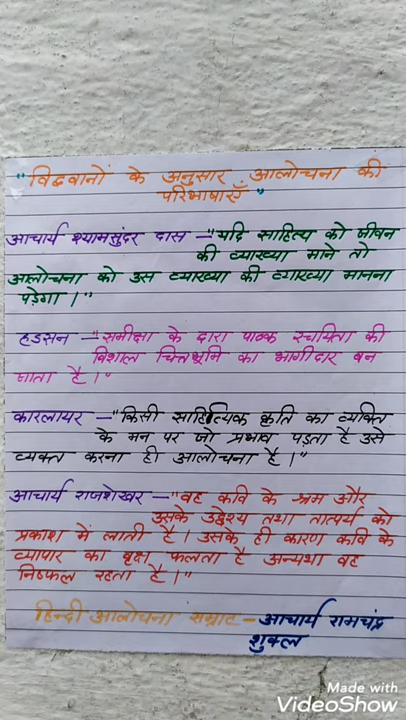 "विद्वानों के अनुसार आलोचना की
परिभाषाएँ"
आचार्य श्यामसुंदर दास – "यदि साहित्य को जीवन
की व्याख्या माने तो
आलोचना को उस व्याख्या की व्याख्या मानना
पड़ेगा।"
हडसन – "समीक्षा के द्वारा पाठक रचयिता की
विशाल चित्तभूमि का भागीदार बन
जाता है।"
कारलायर – "किसी साहित्यिक कृति का व्यक्ति
के मन पर जो प्रभाव पड़ता है उसे
व्यक्त करना ही आलोचना है।"
आचार्य राजशेखर – "वह कवि के श्रम और
उसके उद्देश्य तथा तात्पर्य को
प्रकाश में लाती है। उसके ही कारण कवि के
व्यापार का वृक्ष फलता है अन्यथा वह
निष्फल रहता है।"
हिन्दी आलोचना सम्राट – आचार्य रामचंद्र
शुक्ल
Made with
VideoShow